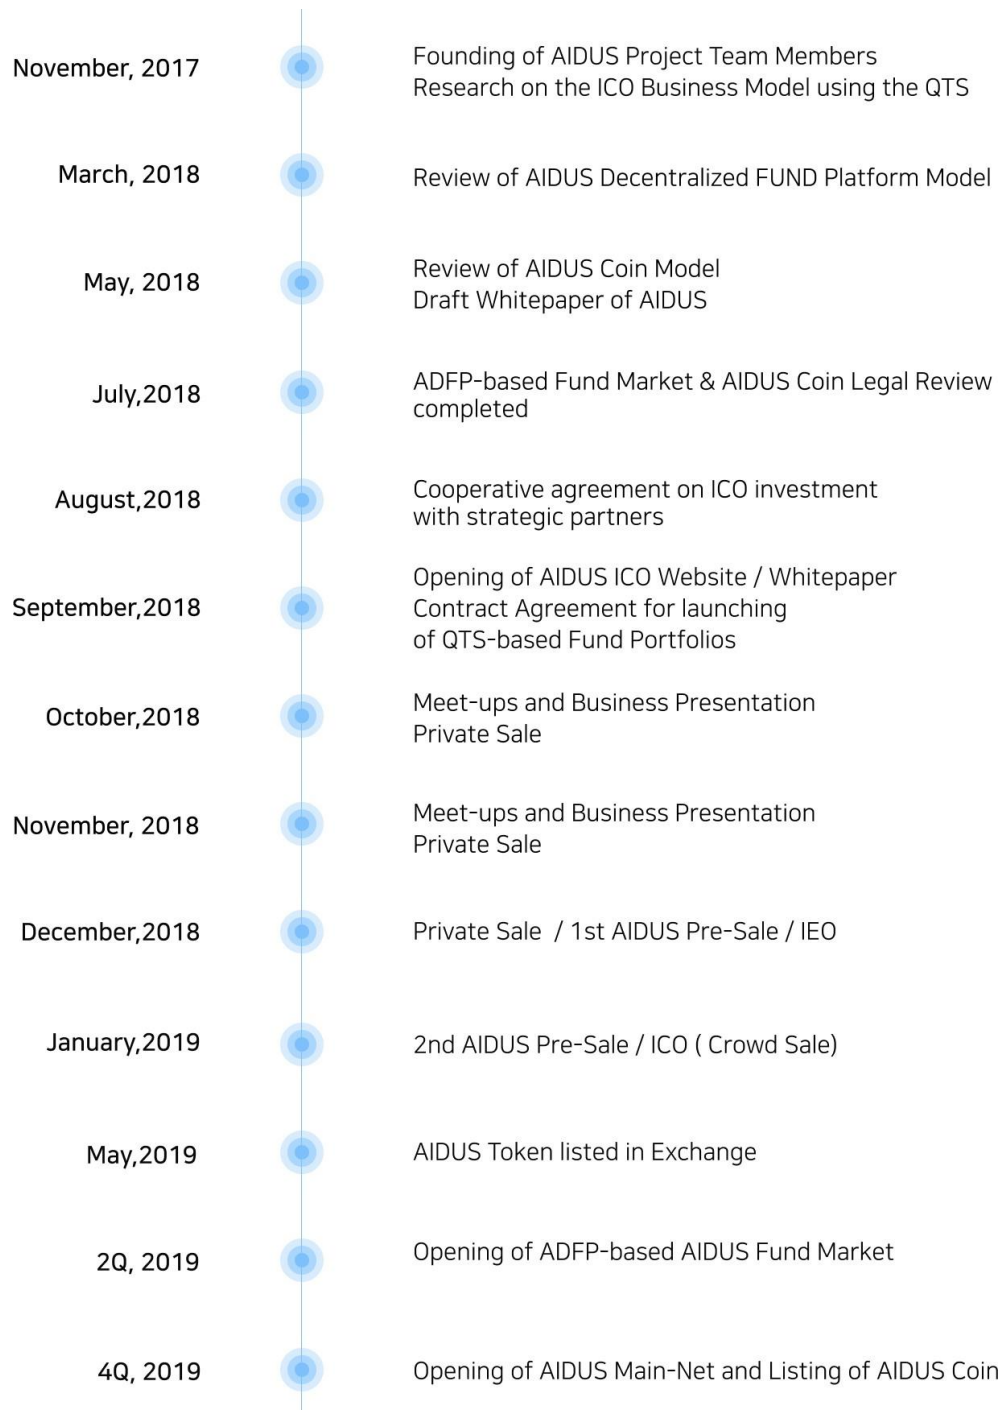 November, 2017
Founding of AIDUS Project Team Members
Research on the ICO Business Model using the QTS
March, 2018
Review of AIDUS Decentralized FUND Platform Model
May, 2018
Review of AIDUS Coin Model
Draft Whitepaper of AIDUS
July,2018
ADFP-based Fund Market & AIDUS Coin Legal Review
completed
August,2018
Cooperative agreement on ICO investment
with strategic partners
September,2018
Opening of AIDUS ICO Website / Whitepaper
Contract Agreement for launching
of QTS-based Fund Portfolios
October,2018
Meet-ups and Business Presentation
Private Sale
November, 2018
Meet-ups and Business Presentation
Private Sale
December,2018
Private Sale / 1st AIDUS Pre-Sale / IEO
January,2019
2nd AIDUS Pre-Sale / ICO ( Crowd Sale)
May,2019
AIDUS Token listed in Exchange
2Q, 2019
Opening of ADFP-based AIDUS Fund Market
4Q, 2019
Opening of AIDUS Main-Net and Listing of AIDUS Coin